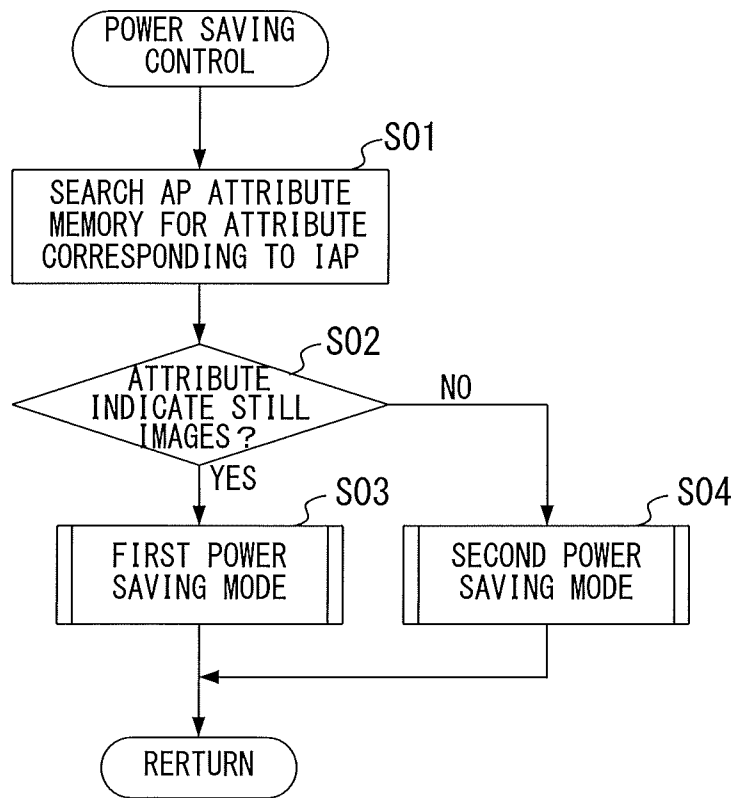 POWER SAVING
CONTROL
S01
SEARCH AP ATTRIBUTE
MEMORY FOR ATTRIBUTE
CORRESPONDING TO IAP
S02
ATTRIBUTE
INDICATE STILL
IMAGES?
NO
YES
S03
S04
FIRST POWER
SAVING MODE
SECOND POWER
SAVING MODE
RERTURN